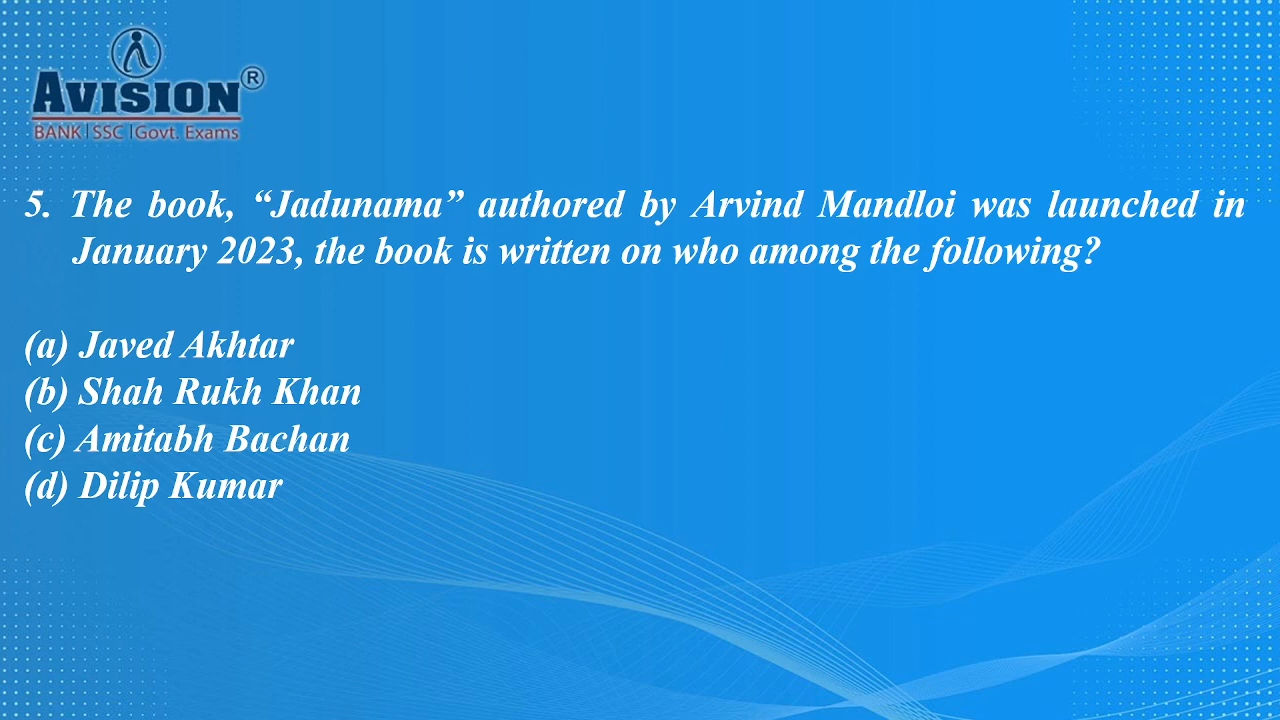 AVISION®
BANK | SSC | Govt. Exams
5. The book, “Jadunama” authored by Arvind Mandloi was launched in
January 2023, the book is written on who among the following?
(a) Javed Akhtar
(b) Shah Rukh Khan
(c) Amitabh Bachan
(d) Dilip Kumar